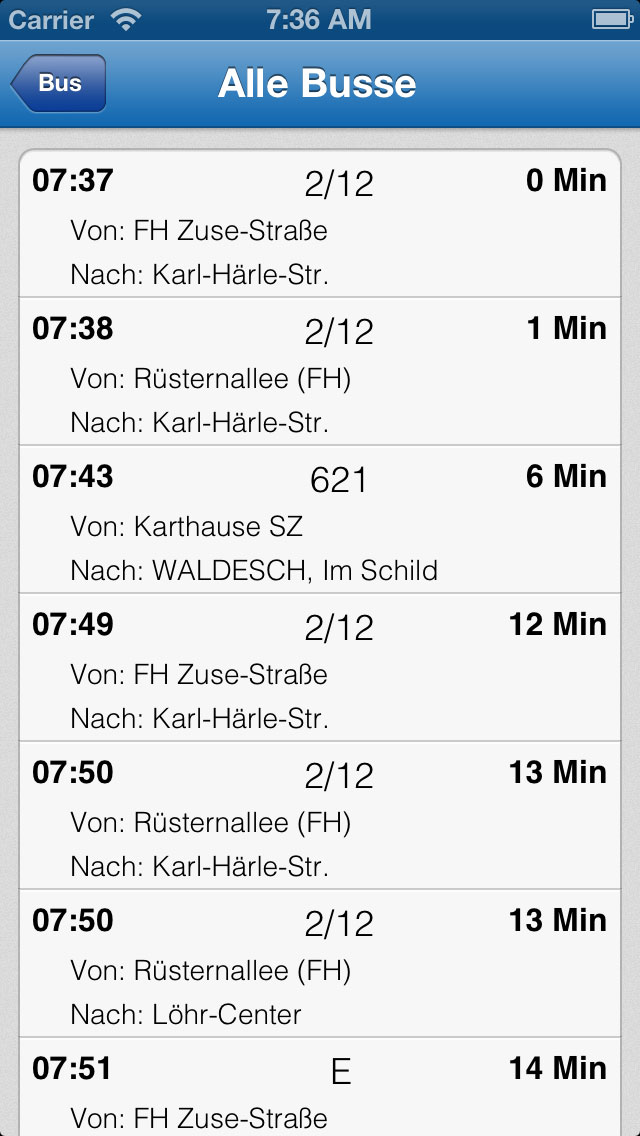 Carrier 7:36 AM
Bus Alle Busse
07:37 2/12 0 Min
Von: FH Zuse-Straße
Nach: Karl-Härle-Str.
07:38 2/12 1 Min
Von: Rüsternallee (FH)
Nach: Karl-Härle-Str.
07:43 621 6 Min
Von: Karthause SZ
Nach: WALDESCH, Im Schild
07:49 2/12 12 Min
Von: FH Zuse-Straße
Nach: Karl-Härle-Str.
07:50 2/12 13 Min
Von: Rüsternallee (FH)
Nach: Karl-Härle-Str.
07:50 2/12 13 Min
Von: Rüsternallee (FH)
Nach: Löhr-Center
07:51 E 14 Min
Von: FH Zuse-Straße